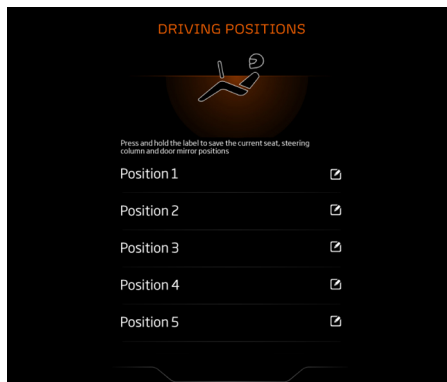 DRIVING POSITIONS
Press and hold the label to save the current seat, steering
column and door mirror positions
Position 1
Position 2
Position 3
Position 4
Position 5